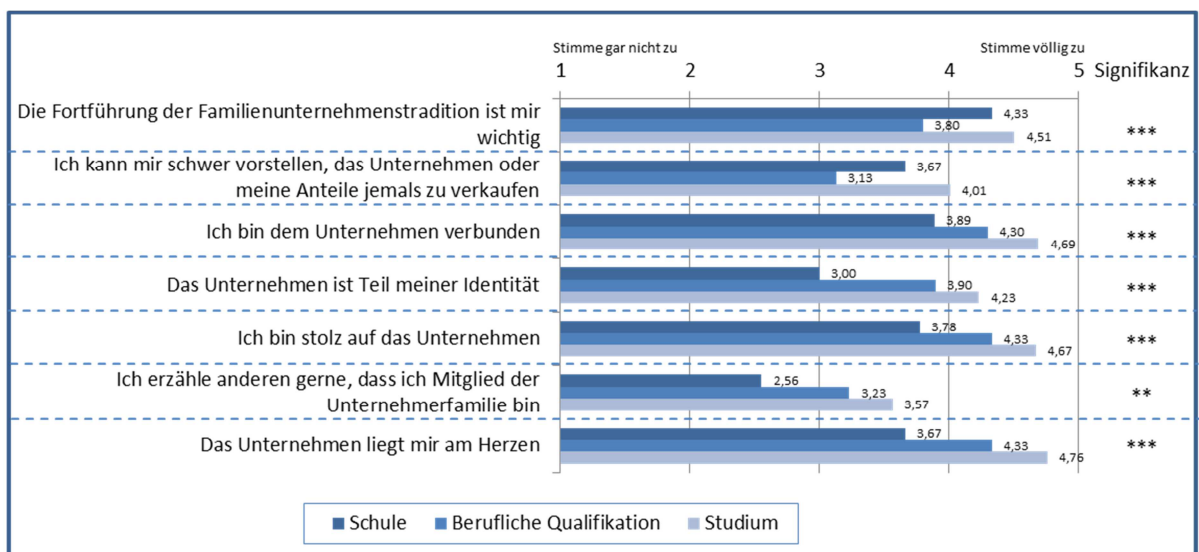 Stimme gar nicht zu Stimme völlig zu
1 2 3 4 5 Signifikanz
Die Fortführung der Familienunternehmenstradition ist mir
wichtig
4,33
3,80
4,51
***
Ich kann mir schwer vorstellen, das Unternehmen oder
meine Anteile jemals zu verkaufen
3,67
3,13
4,01
***
Ich bin dem Unternehmen verbunden
3,89
4,30
4,69
***
Das Unternehmen ist Teil meiner Identität
3,00
3,90
4,23
***
Ich bin stolz auf das Unternehmen
3,78
4,33
4,67
***
Ich erzähle anderen gerne, dass ich Mitglied der
Unternehmerfamilie bin
2,56
3,23
3,57
**
Das Unternehmen liegt mir am Herzen
3,67
4,33
4,76
***
Schule Berufliche Qualifikation Studium